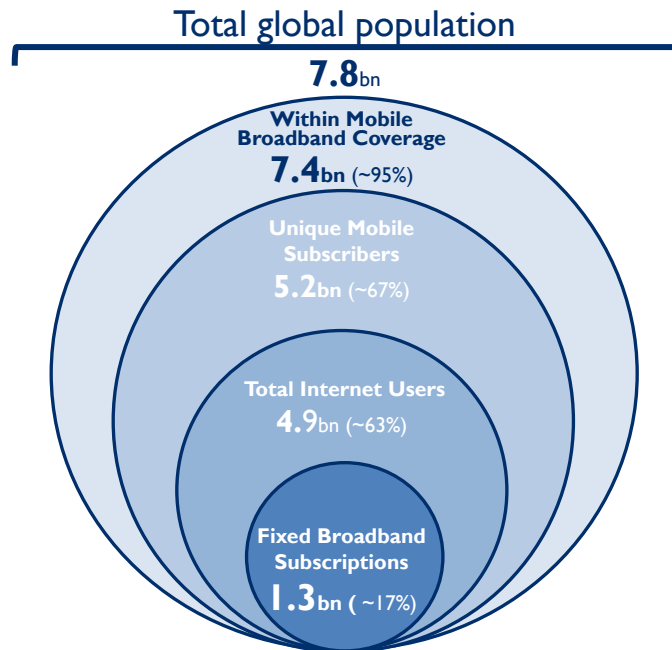 Total global population
7.8bn
Within Mobile
Broadband Coverage
7.4bn (~95%)
Unique Mobile
Subscribers
5.2bn (~67%)
Total Internet Users
4.9bn (~63%)
Fixed Broadband
Subscriptions
1.3bn ( ~17%)